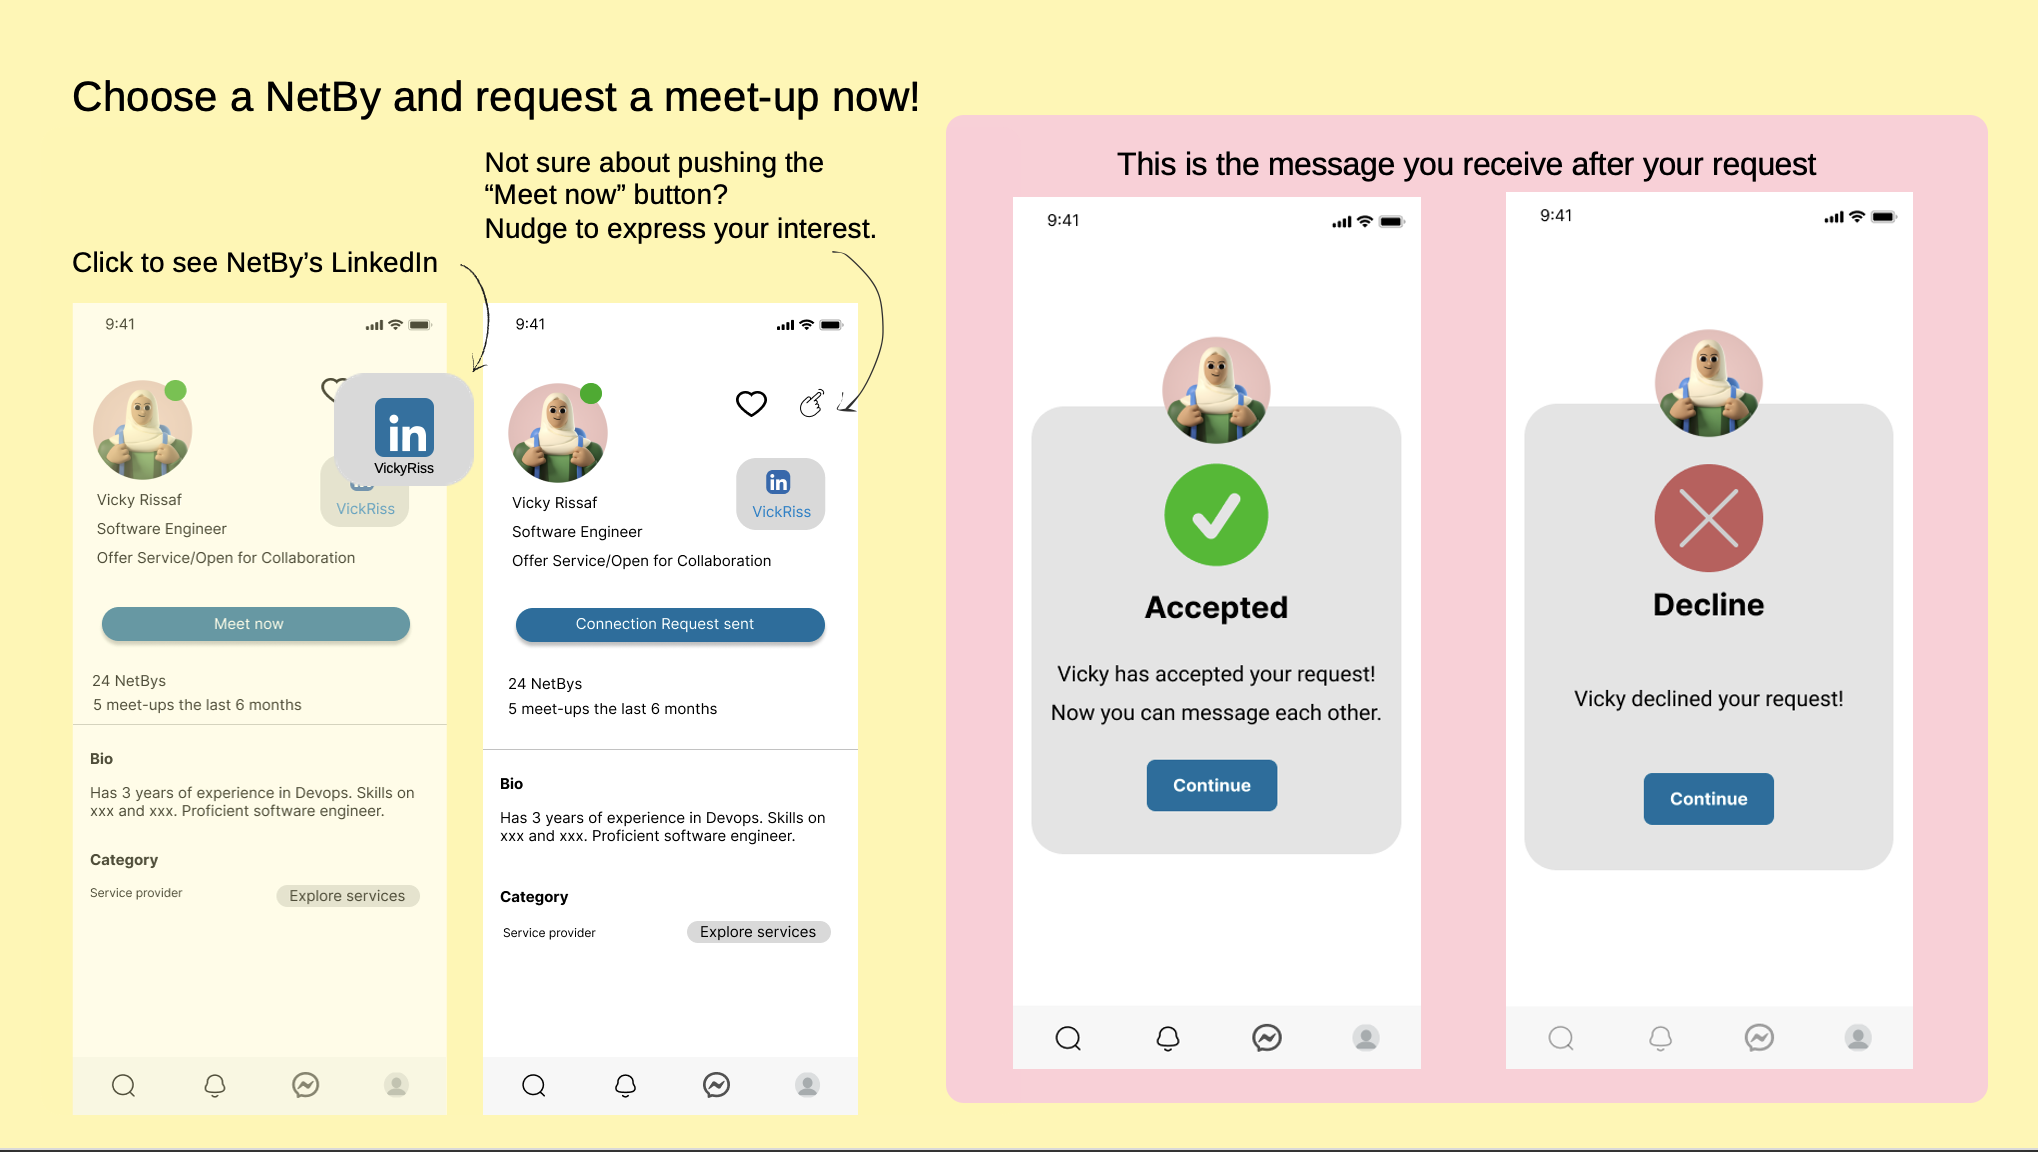 Choose a NetBy and request a meet-up now!
Not sure about pushing the
“Meet now” button?
Nudge to express your interest.
Click to see NetBy’s LinkedIn
9:41
in
VickyRiss
VickRiss
Vicky Rissaf
Software Engineer
Offer Service/Open for Collaboration
Meet now
24 NetBys
5 meet-ups the last 6 months
Bio
Has 3 years of experience in Devops. Skills on
xxx and xxx. Proficient software engineer.
Category
Service provider
Explore services
9:41
in
VickRiss
Vicky Rissaf
Software Engineer
Offer Service/Open for Collaboration
Connection Request sent
24 NetBys
5 meet-ups the last 6 months
Bio
Has 3 years of experience in Devops. Skills on
xxx and xxx. Proficient software engineer.
Category
Service provider
Explore services
This is the message you receive after your request
9:41
Accepted
Vicky has accepted your request!
Now you can message each other.
Continue
9:41
Decline
Vicky declined your request!
Continue